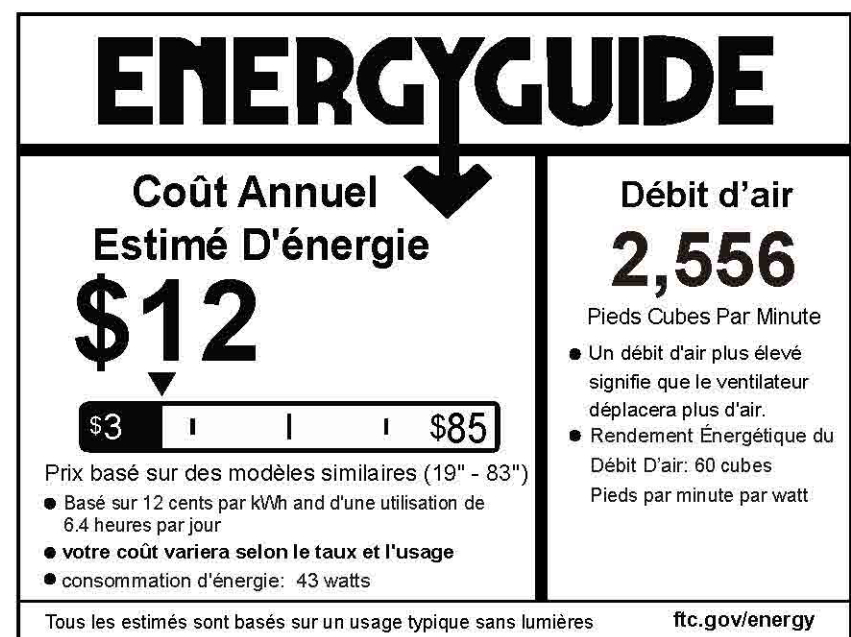 ENERGYGUIDE
Coût Annuel
Estimé D'énergie
$12
$3 $85
Prix basé sur des modèles similaires (19" - 83")
● Basé sur 12 cents par kWh and d'une utilisation de
6.4 heures par jour
● votre coût variera selon le taux et l'usage
● consommation d'énergie: 43 watts
Débit d'air
2,556
Pieds Cubes Par Minute
● Un débit d'air plus élevé
signifie que le ventilateur
déplacera plus d'air.
● Rendement Énergétique du
Débit D'air: 60 cubes
Pieds par minute par watt
Tous les estimés sont basés sur un usage typique sans lumières
ftc.gov/energy